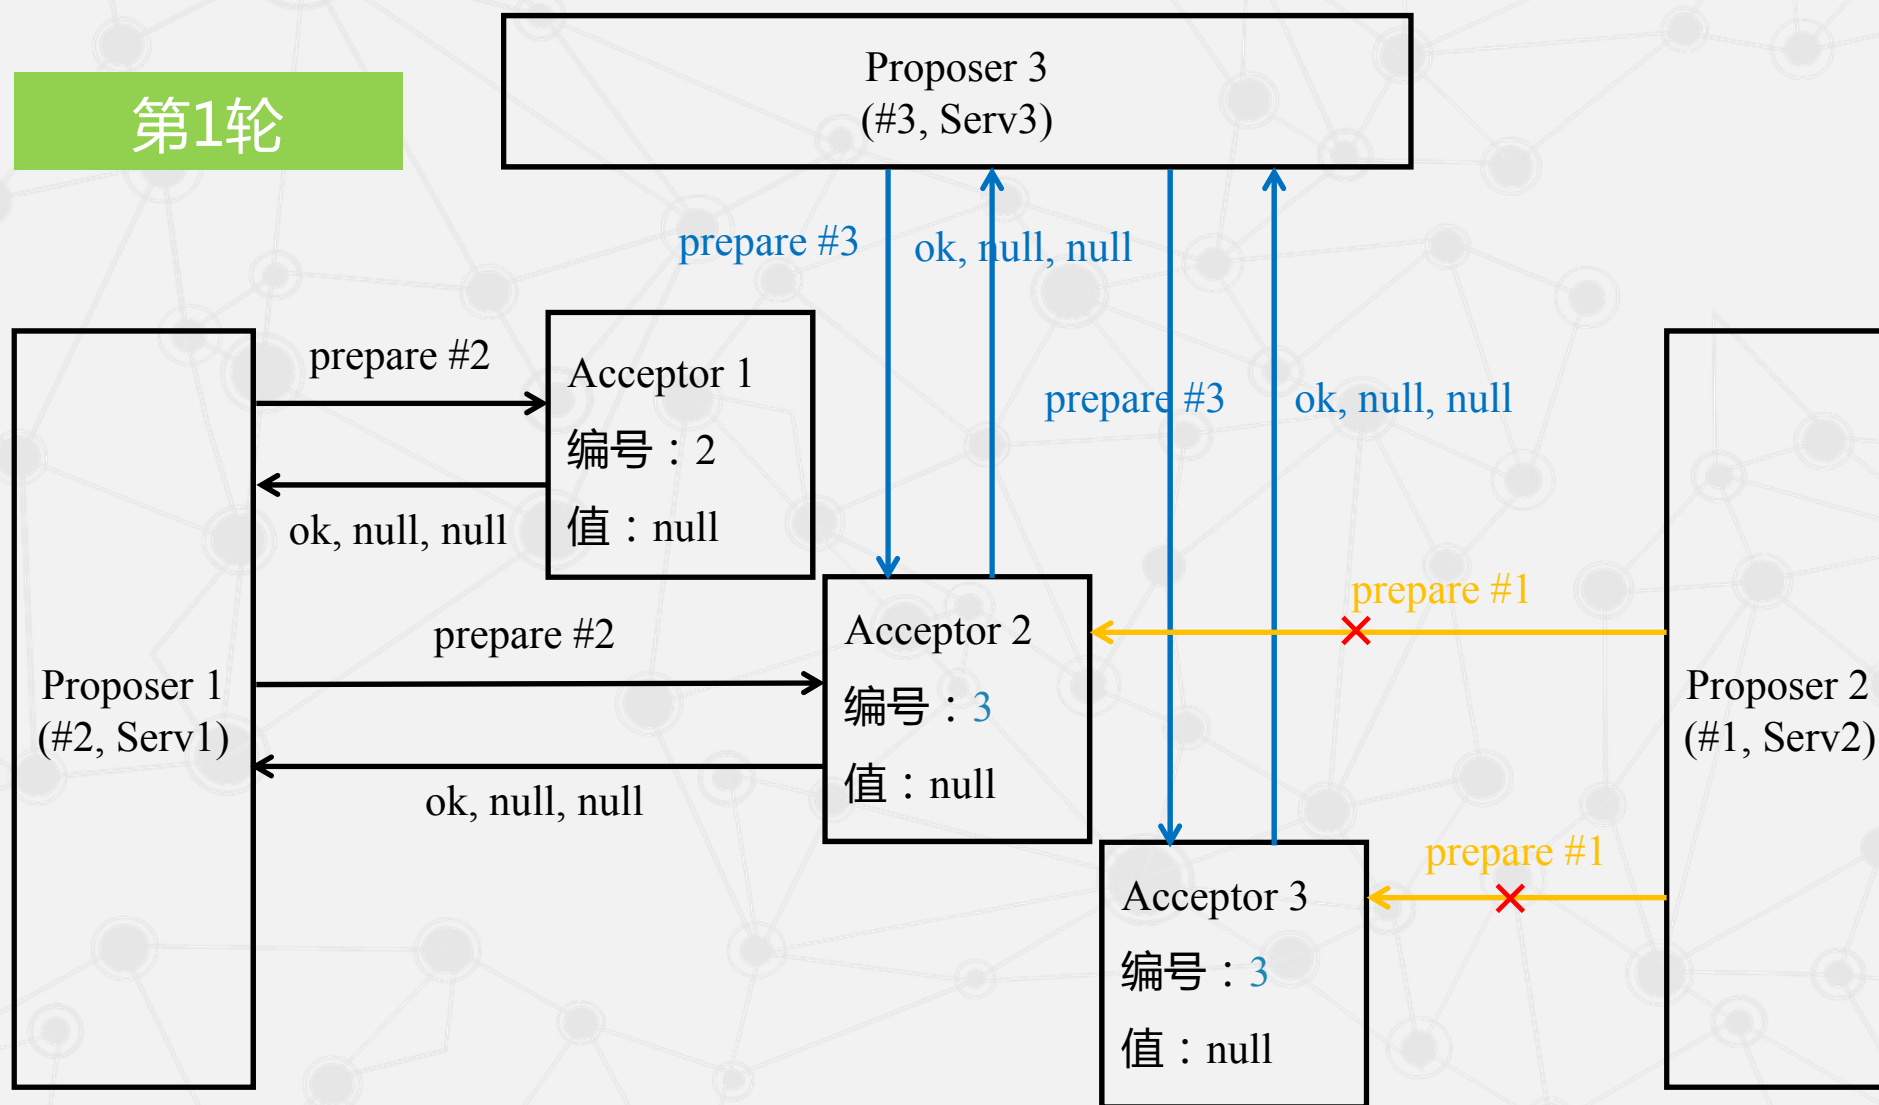 第1轮
Proposer 3
(#3, Serv3)
prepare #3
ok, null, null
prepare #3
ok, null, null
prepare #2
ok, null, null
Acceptor 1
编号：2
值：null
prepare #2
ok, null, null
Proposer 1
(#2, Serv1)
Acceptor 2
编号：3
值：null
prepare #1
prepare #1
Proposer 2
(#1, Serv2)
Acceptor 3
编号：3
值：null